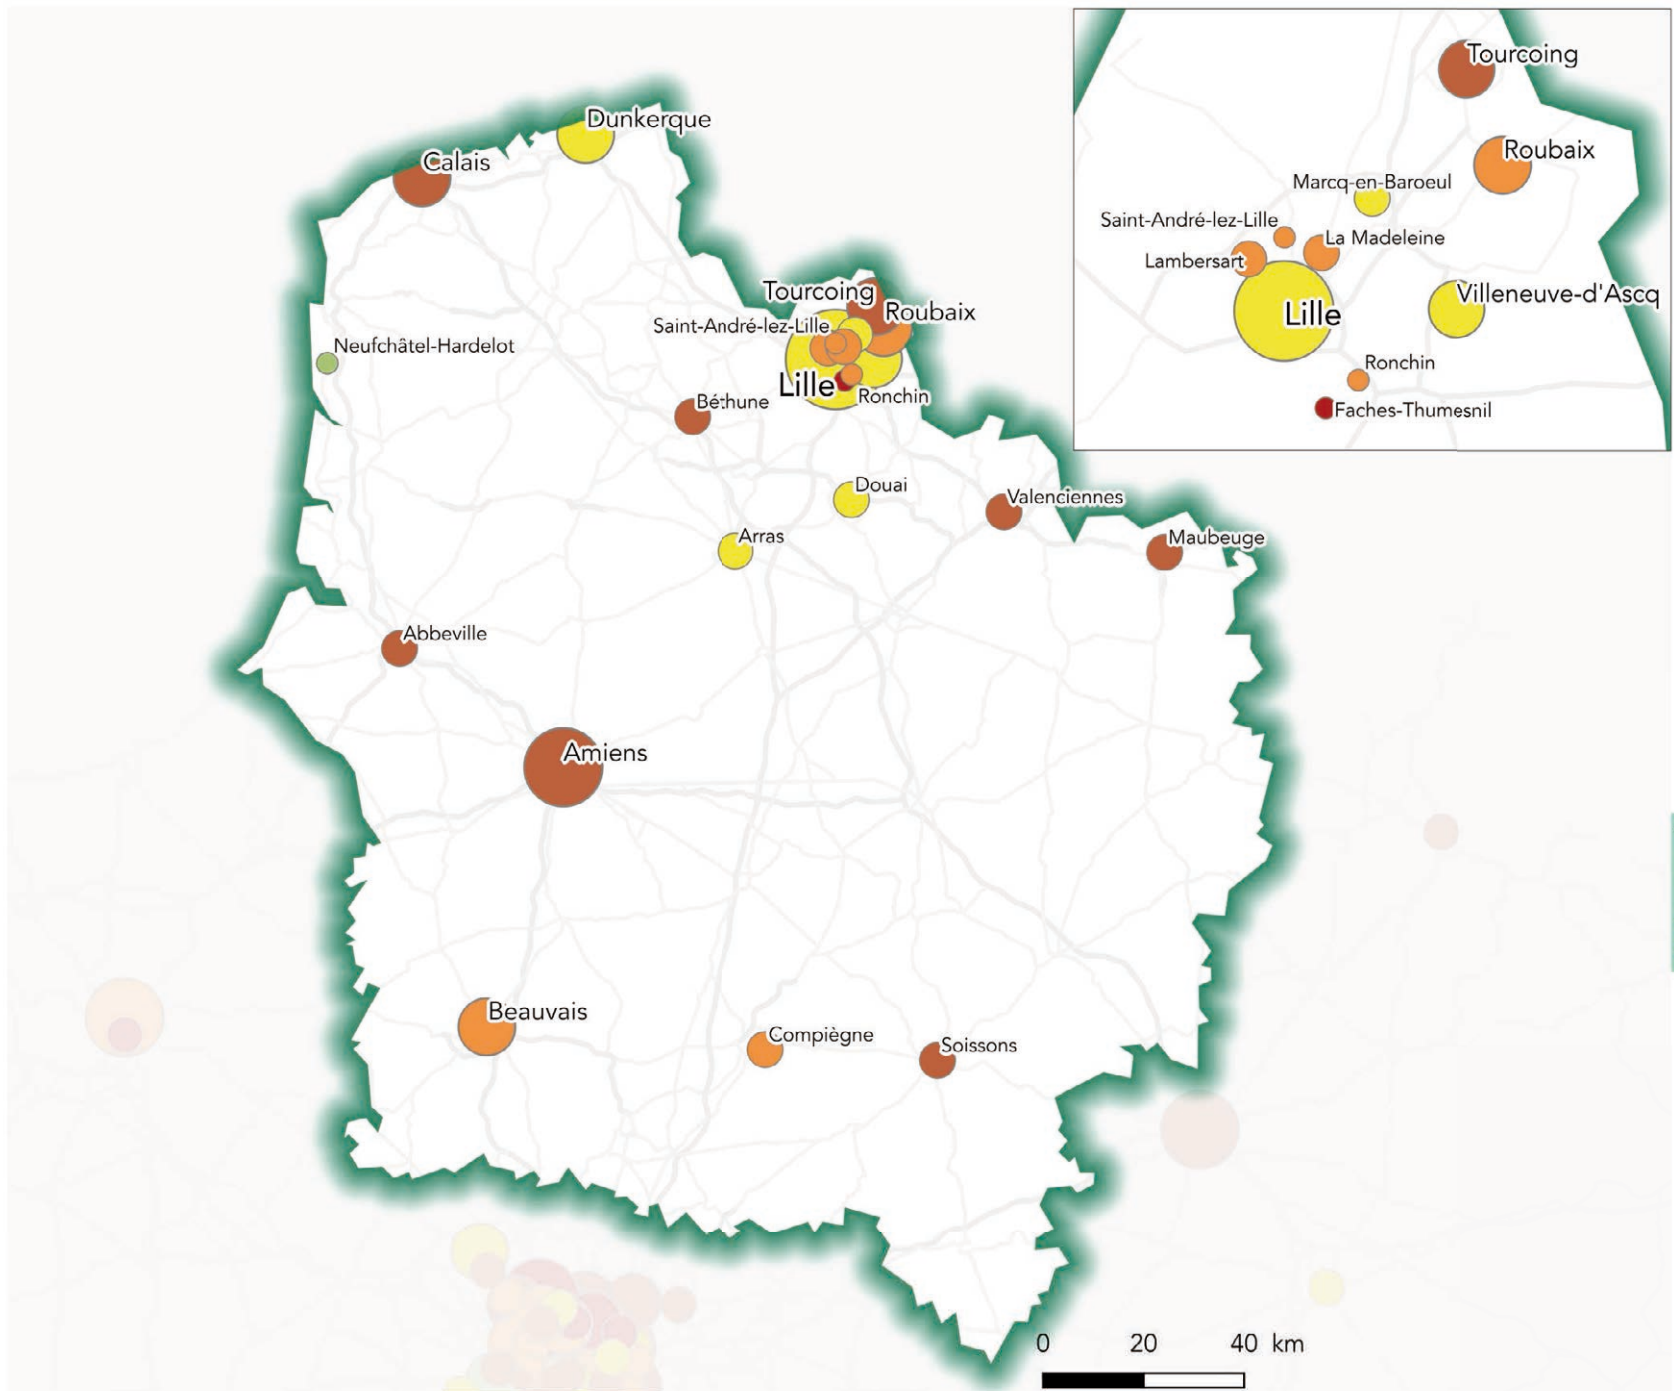 Dunkerque
Calais
Tourcoing
Roubaix
Saint-André-lez-Lille
Neufchâtel-Hardelot
Lille
Ronchin
Béthune
Douai
Valenciennes
Arras
Maubeuge
Abbeville
Amiens
Beauvais
Compiègne
Soissons
0 20 40 km
Tourcoing
Roubaix
Marcq-en-Baroeul
Saint-André-lez-Lille
La Madeleine
Lambersart
Villeneuve-d'Ascq
Lille
Ronchin
Faches-Thumesnil